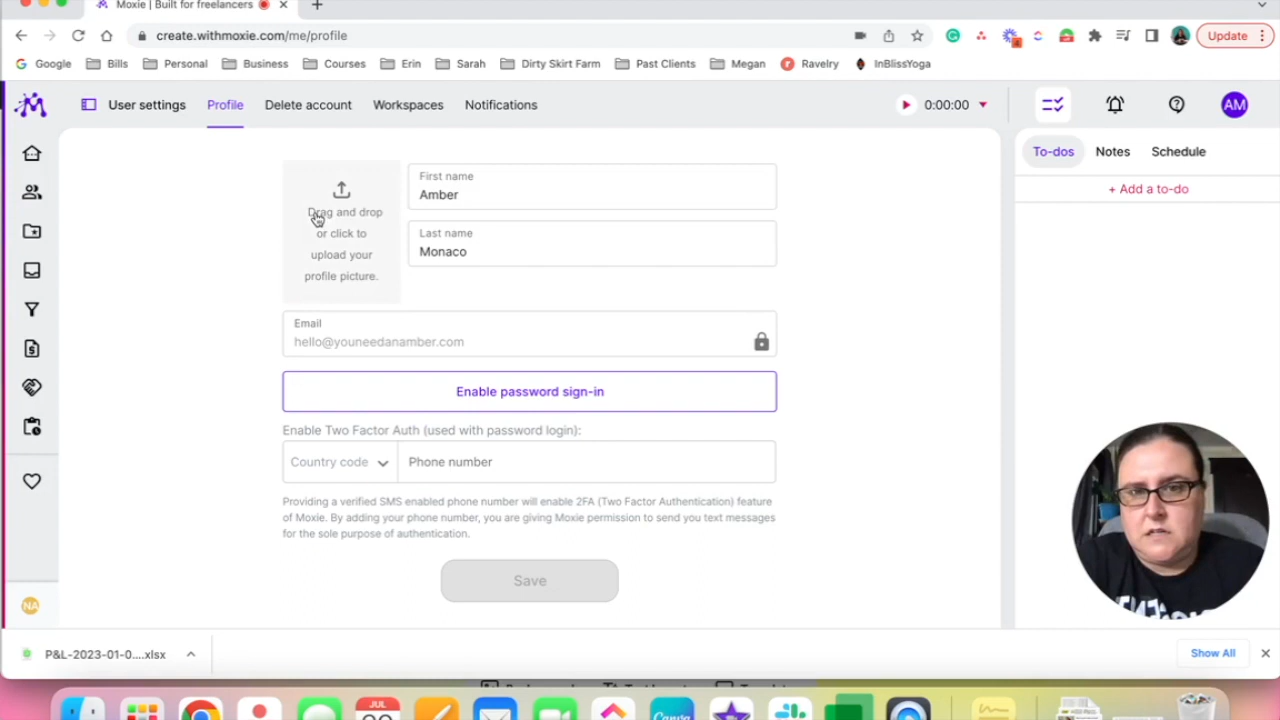 Moxie | Built for freelancers
create.withmoxie.com/me/profile
Update
Google Bills Personal Business Courses Erin Sarah Dirty Skirt Farm Past Clients Megan Ravelry InBlissYoga
User settings Profile Delete account Workspaces Notifications 0:00:00 AM
To-dos Notes Schedule
+ Add a to-do
Drag and drop
or click to
upload your
profile picture.
First name
Amber
Last name
Monaco
Email
hello@youneedanamber.com
Enable password sign-in
Enable Two Factor Auth (used with password login):
Country code Phone number
Providing a verified SMS enabled phone number will enable 2FA (Two Factor Authentication) feature
of Moxie. By adding your phone number, you are giving Moxie permission to send you text messages
for the sole purpose of authentication.
Save
NA
P&L-2023-01-0....xlsx
Show All
JUL
Canva